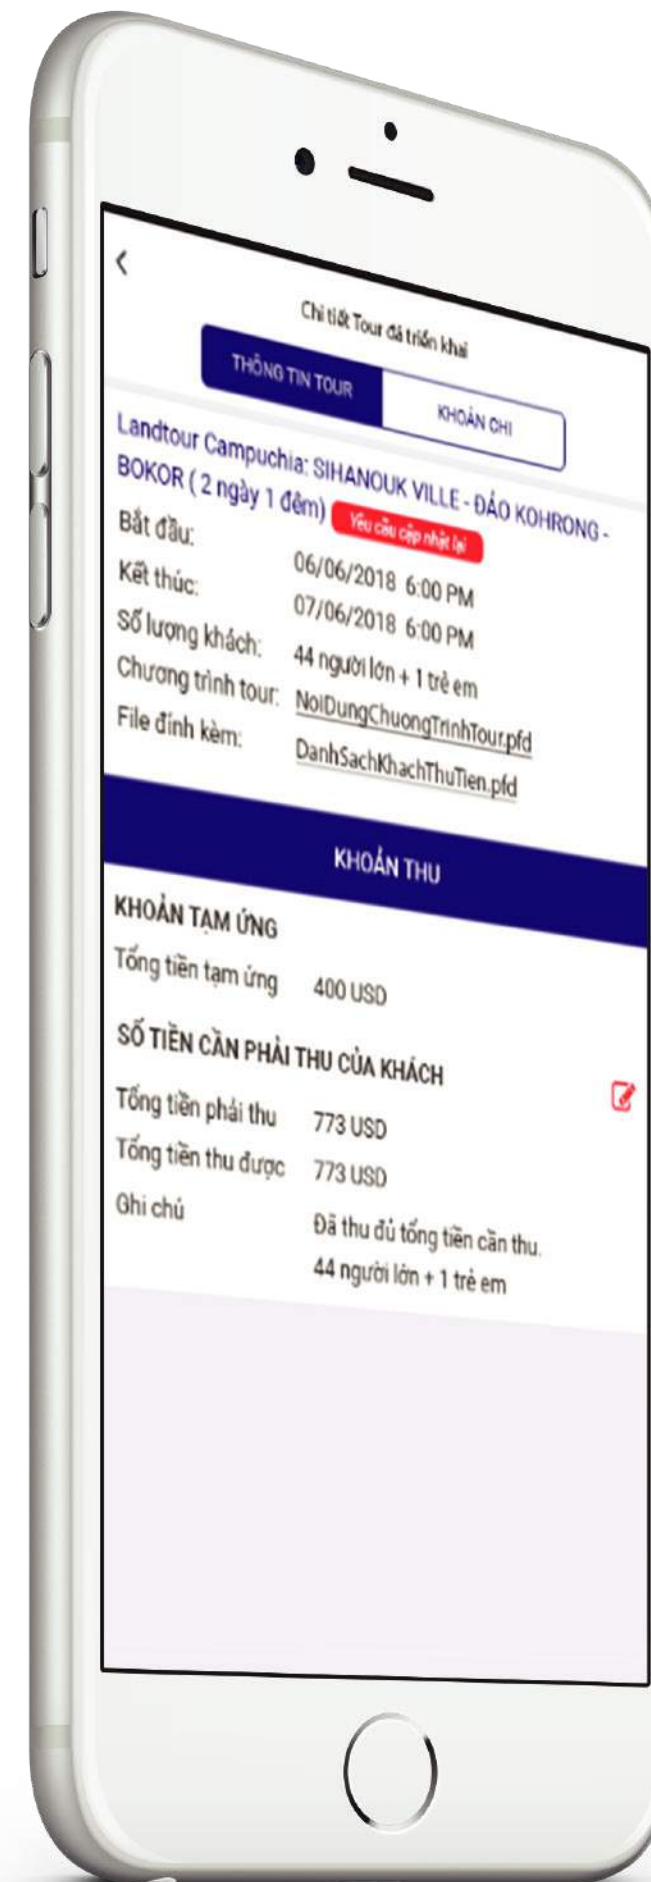 Chi tiết Tour đã triển khai
THÔNG TIN TOUR KHOẢN CHI
Landtour Campuchia: SIHANOUK VILLE - ĐẢO KOHRONG -
BOKOR ( 2 ngày 1 đêm) Yêu cầu cập nhật lại
Bắt đầu: 06/06/2018 6:00 PM
Kết thúc: 07/06/2018 6:00 PM
Số lượng khách: 44 người lớn + 1 trẻ em
Chương trình tour: NoiDungChuongTrinhTour.pfd
File đính kèm: DanhSachKhachThuTien.pfd
KHOẢN THU
KHOẢN TẠM ỨNG
Tổng tiền tạm ứng 400 USD
SỐ TIỀN CẦN PHẢI THU CỦA KHÁCH
Tổng tiền phải thu 773 USD
Tổng tiền thu được 773 USD
Ghi chú Đã thu đủ tổng tiền cần thu.
44 người lớn + 1 trẻ em